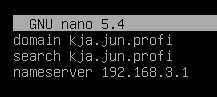 GNU nano 5.4
domain kja.jun.profi
search kja.jun.profi
nameserver 192.168.3.1